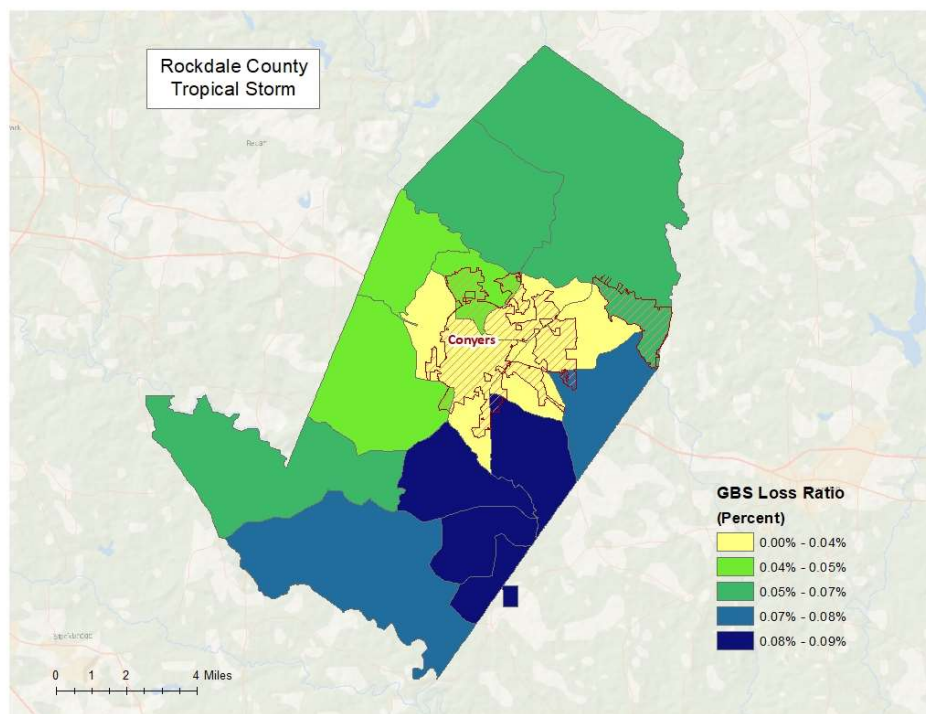 Rockdale County
Tropical Storm
Conyers
GBS Loss Ratio
(Percent)
0.00% - 0.04%
0.04% - 0.05%
0.05% - 0.07%
0.07% - 0.08%
0.08% - 0.09%
0 1 2 4 Miles